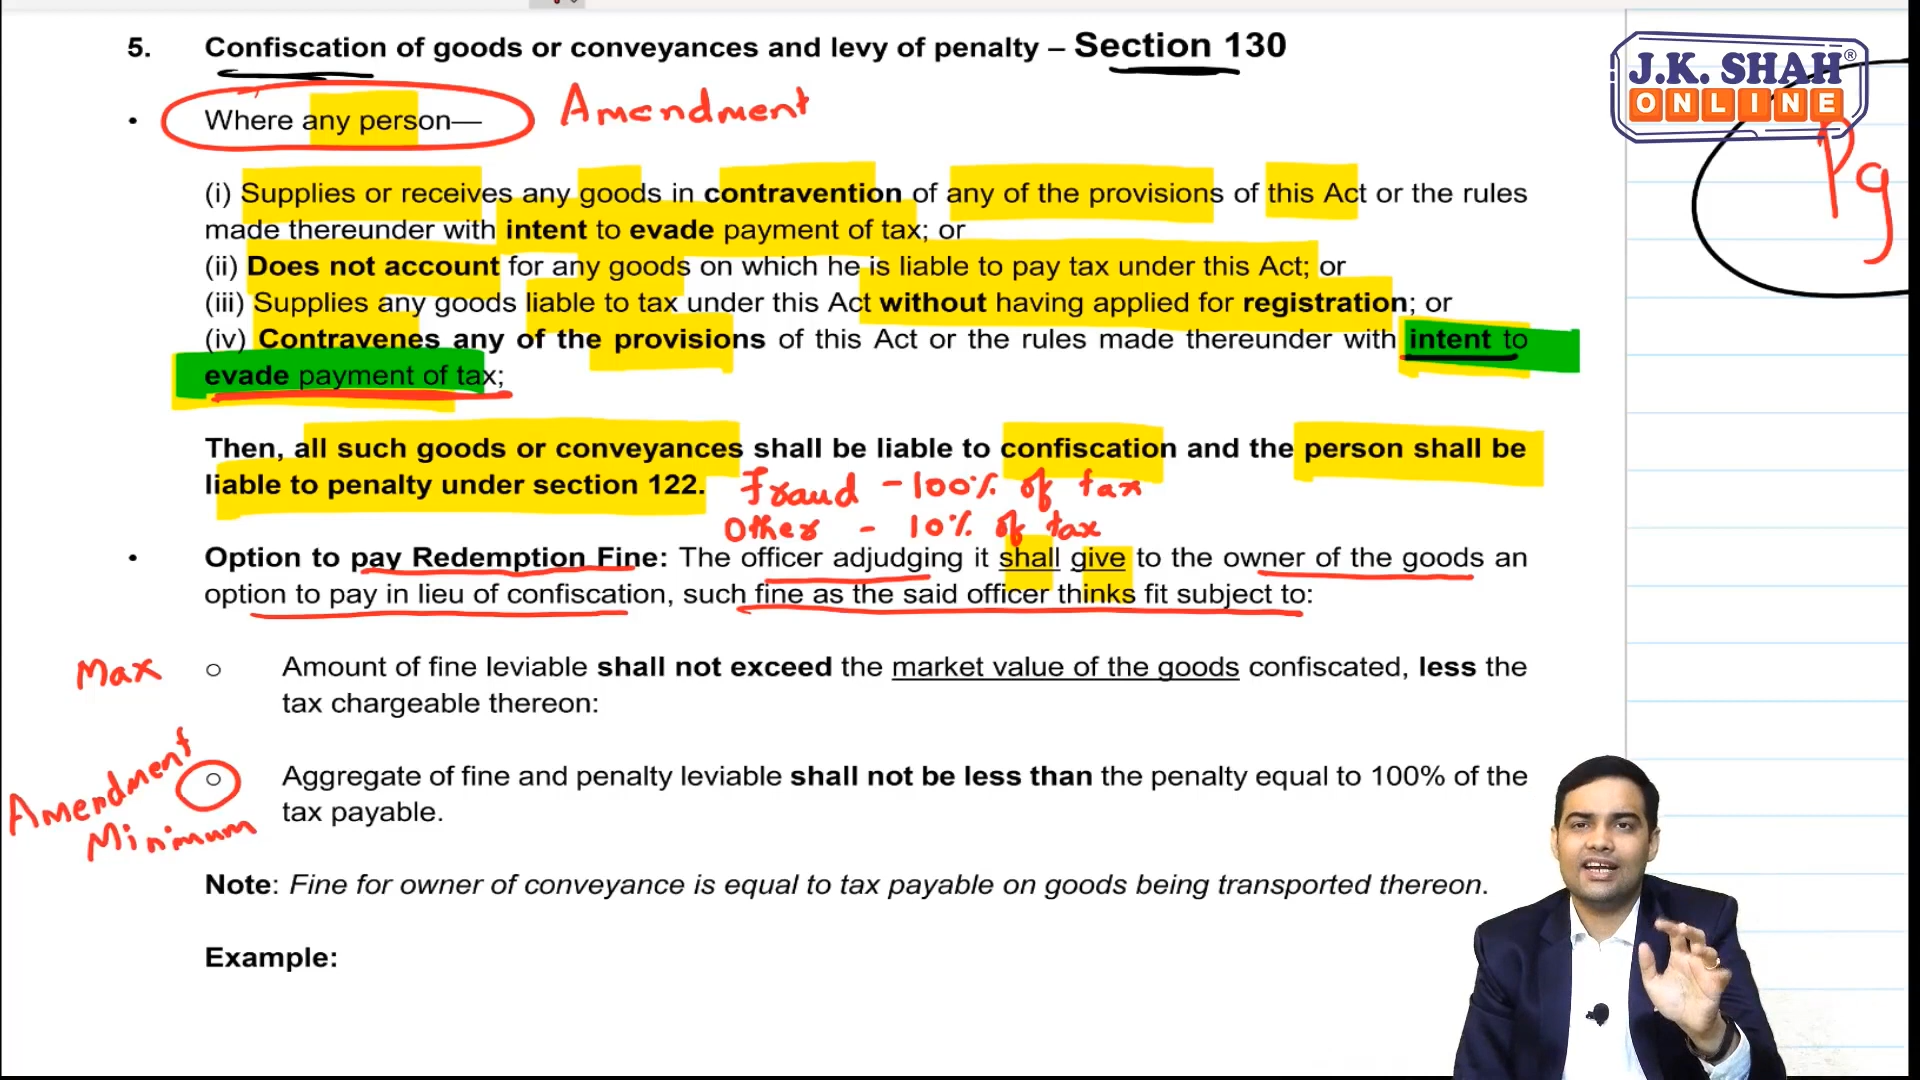 5. Confiscation of goods or conveyances and levy of penalty – Section 130
J.K. SHAH®
ONLINE
• Where any person— Amendment
Pg
(i) Supplies or receives any goods in contravention of any of the provisions of this Act or the rules
made thereunder with intent to evade payment of tax; or
(ii) Does not account for any goods on which he is liable to pay tax under this Act; or
(iii) Supplies any goods liable to tax under this Act without having applied for registration; or
(iv) Contravenes any of the provisions of this Act or the rules made thereunder with intent to
evade payment of tax;
Then, all such goods or conveyances shall be liable to confiscation and the person shall be
liable to penalty under section 122. Fraud - 100% of tax
Other - 10% of tax
• Option to pay Redemption Fine: The officer adjudging it shall give to the owner of the goods an
option to pay in lieu of confiscation, such fine as the said officer thinks fit subject to:
Max ○ Amount of fine leviable shall not exceed the market value of the goods confiscated, less the
tax chargeable thereon:
Amendment ○ Aggregate of fine and penalty leviable shall not be less than the penalty equal to 100% of the
Minimum tax payable.
Note: Fine for owner of conveyance is equal to tax payable on goods being transported thereon.
Example: